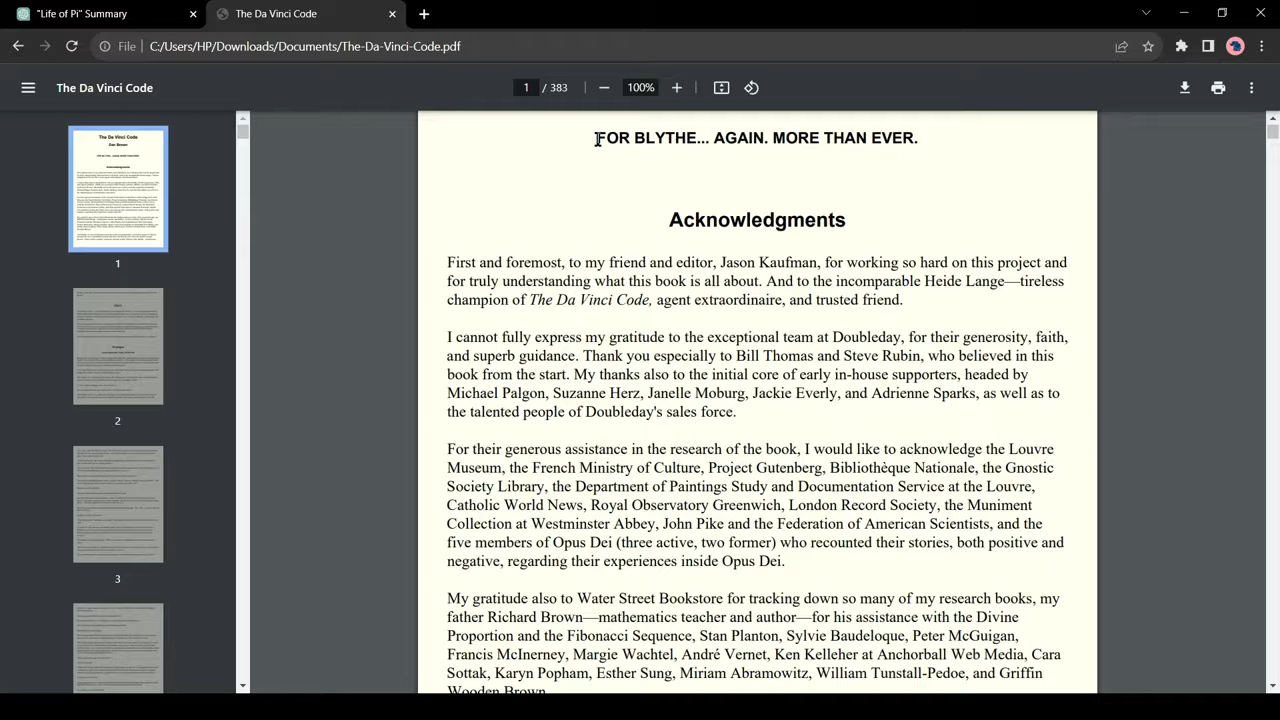 "Life of Pi" Summary
The Da Vinci Code
File C:/Users/HP/Downloads/Documents/The-Da-Vinci-Code.pdf
The Da Vinci Code
1 / 383
100%
The Da Vinci Code
Dan Brown
Acknowledgments
1
2
3
FOR BLYTHE... AGAIN. MORE THAN EVER.
Acknowledgments
First and foremost, to my friend and editor, Jason Kaufman, for working so hard on this project and
for truly understanding what this book is all about. And to the incomparable Heide Lange—tireless
champion of The Da Vinci Code, agent extraordinaire, and trusted friend.
I cannot fully express my gratitude to the exceptional team at Doubleday, for their generosity, faith,
and superb guidance. Thank you especially to Bill Thomas and Steve Rubin, who believed in this
book from the start. My thanks also to the initial core of early in-house supporters, headed by
Michael Palgon, Suzanne Herz, Janelle Moburg, Jackie Everly, and Adrienne Sparks, as well as to
the talented people of Doubleday's sales force.
For their generous assistance in the research of the book, I would like to acknowledge the Louvre
Museum, the French Ministry of Culture, Project Gutenberg, Bibliothèque Nationale, the Gnostic
Society Library, the Department of Paintings Study and Documentation Service at the Louvre,
Catholic World News, Royal Observatory Greenwich, London Record Society, the Muniment
Collection at Westminster Abbey, John Pike and the Federation of American Scientists, and the
five members of Opus Dei (three active, two former) who recounted their stories, both positive and
negative, regarding their experiences inside Opus Dei.
My gratitude also to Water Street Bookstore for tracking down so many of my research books, my
father Richard Brown—mathematics teacher and author—for his assistance with the Divine
Proportion and the Fibonacci Sequence, Stan Planton, Sylvie Baudeloque, Peter McGuigan,
Francis McInerney, Margie Wachtel, André Vernet, Ken Kelleher at Anchorball Web Media, Cara
Sottak, Karyn Popham, Esther Sung, Miriam Abramowitz, William Tunstall-Pedoe, and Griffin
Wooden Brown